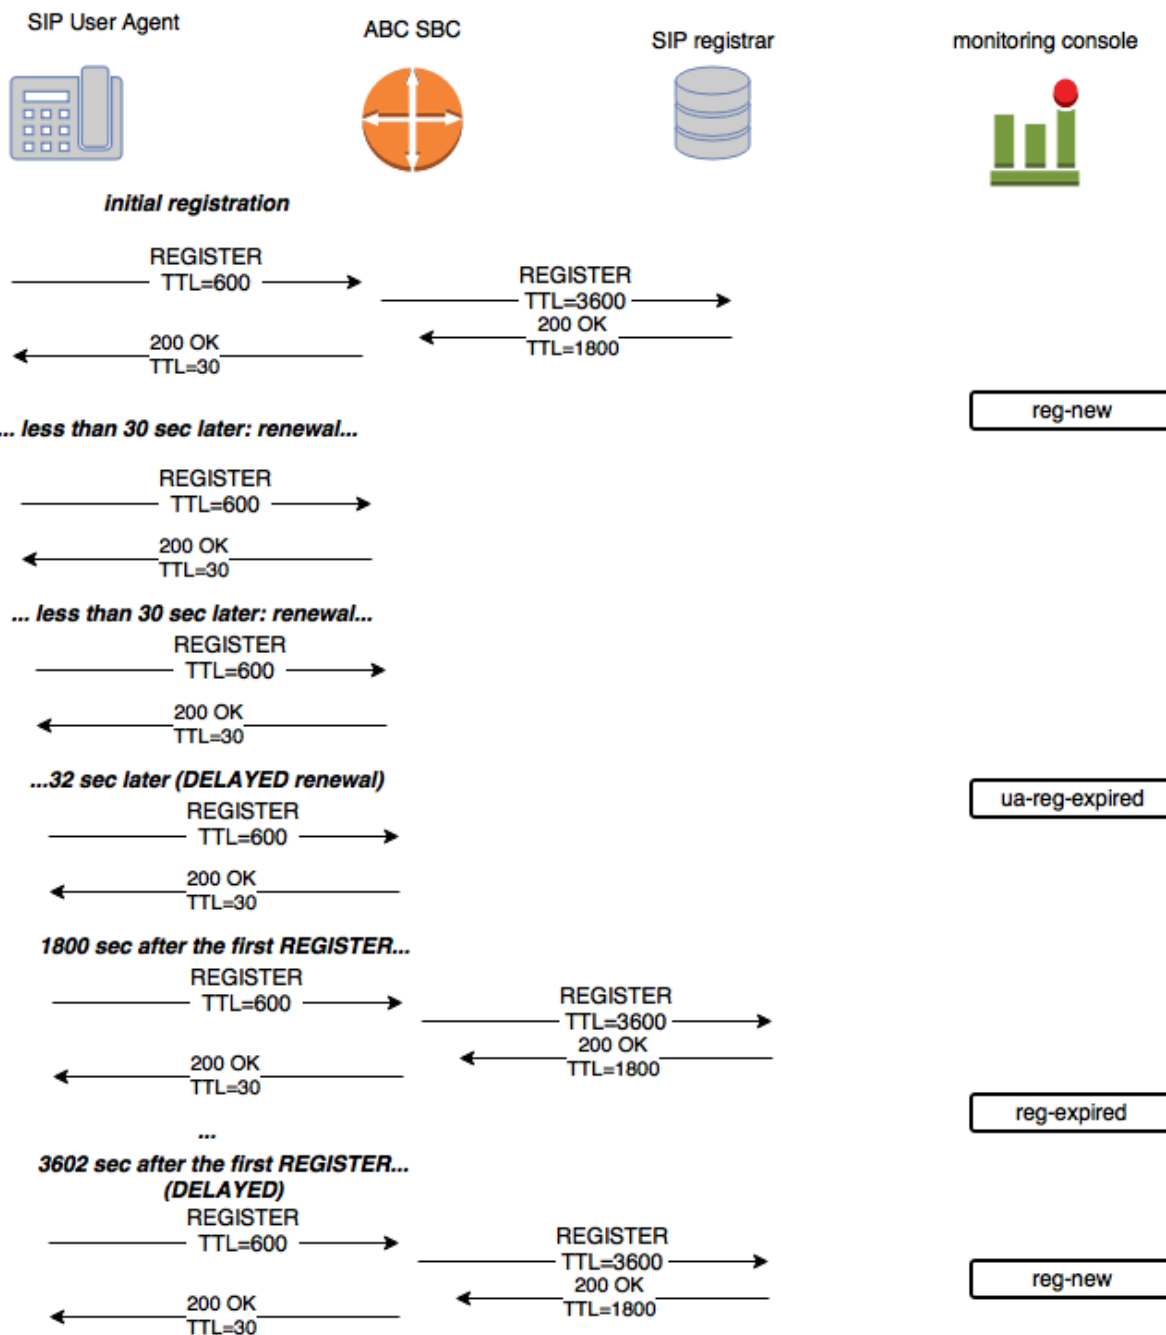 SIP User Agent
ABC SBC
SIP registrar
monitoring console
initial registration
REGISTER
TTL=600
REGISTER
TTL=3600
200 OK
TTL=1800
200 OK
TTL=30
reg-new
... less than 30 sec later: renewal...
REGISTER
TTL=600
200 OK
TTL=30
... less than 30 sec later: renewal...
REGISTER
TTL=600
200 OK
TTL=30
...32 sec later (DELAYED renewal)
ua-reg-expired
REGISTER
TTL=600
200 OK
TTL=30
1800 sec after the first REGISTER...
REGISTER
TTL=600
REGISTER
TTL=3600
200 OK
TTL=1800
200 OK
TTL=30
reg-expired
...
3602 sec after the first REGISTER...
(DELAYED)
REGISTER
TTL=600
REGISTER
TTL=3600
200 OK
TTL=1800
reg-new
200 OK
TTL=30